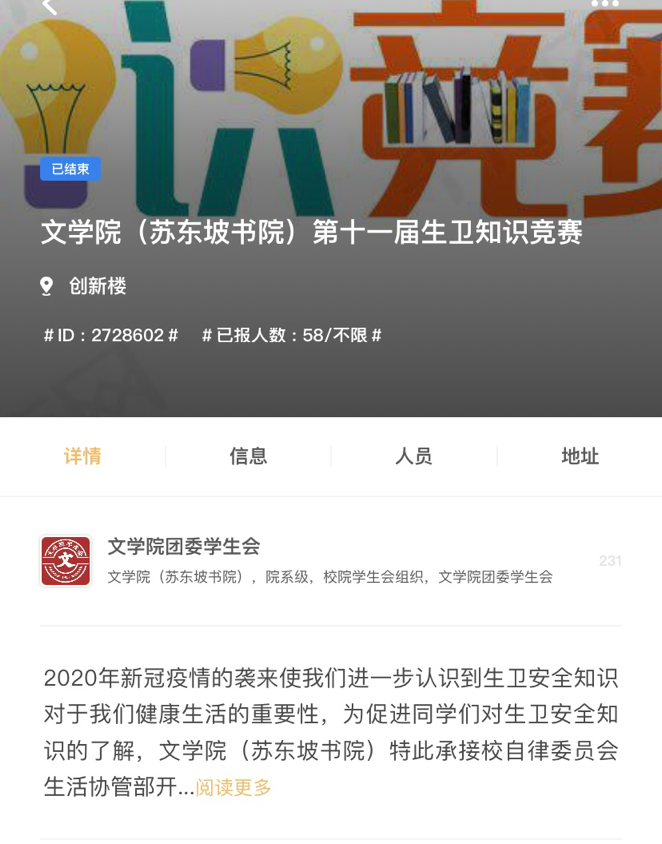 识竞赛
已结束
文学院（苏东坡书院）第十一届生卫知识竞赛
创新楼
#ID：2728602# #已报人数：58/不限#
详情 信息 人员 地址
文学院团委学生会
231
文学院（苏东坡书院），院系级，校院学生会组织，文学院团委学生会
2020年新冠疫情的袭来使我们进一步认识到生卫安全知识
对于我们健康生活的重要性，为促进同学们对生卫安全知
识的了解，文学院（苏东坡书院）特此承接校自律委员会
生活协管部开...阅读更多